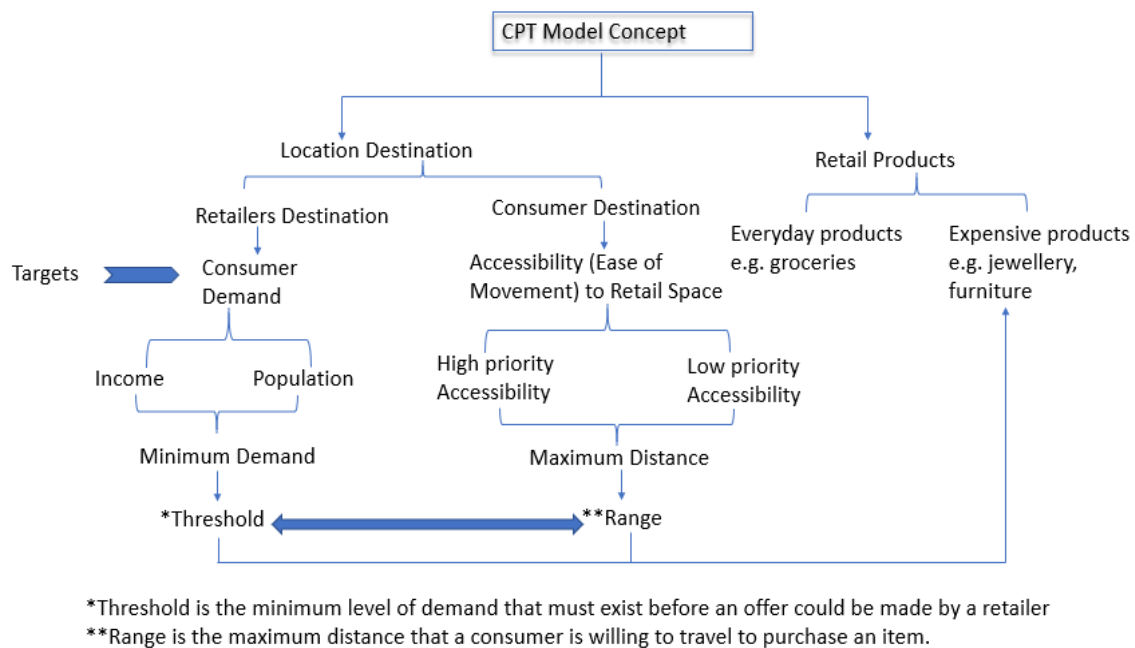 CPT Model Concept
Location Destination
Retail Products
Retailers Destination
Consumer Destination
Everyday products
e.g. groceries
Expensive products
e.g. jewellery,
furniture
Targets
Consumer
Demand
Accessibility (Ease of
Movement) to Retail Space
Income
Population
High priority
Accessibility
Low priority
Accessibility
Minimum Demand
Maximum Distance
*Threshold
**Range
*Threshold is the minimum level of demand that must exist before an offer could be made by a retailer
**Range is the maximum distance that a consumer is willing to travel to purchase an item.